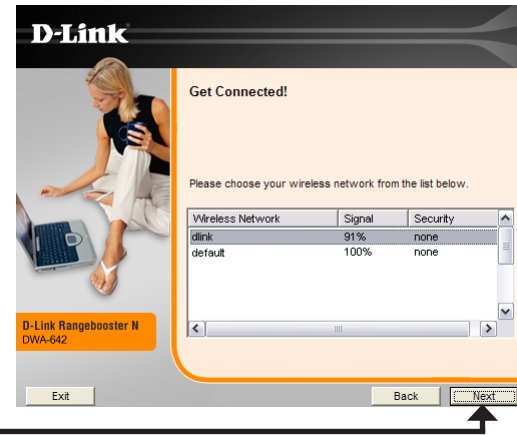 D-Link
Get Connected!
Please choose your wireless network from the list below.
Wireless Network Signal Security
dlink 91% none
default 100% none
D-Link Rangebooster N
DWA-642
Exit Back Next